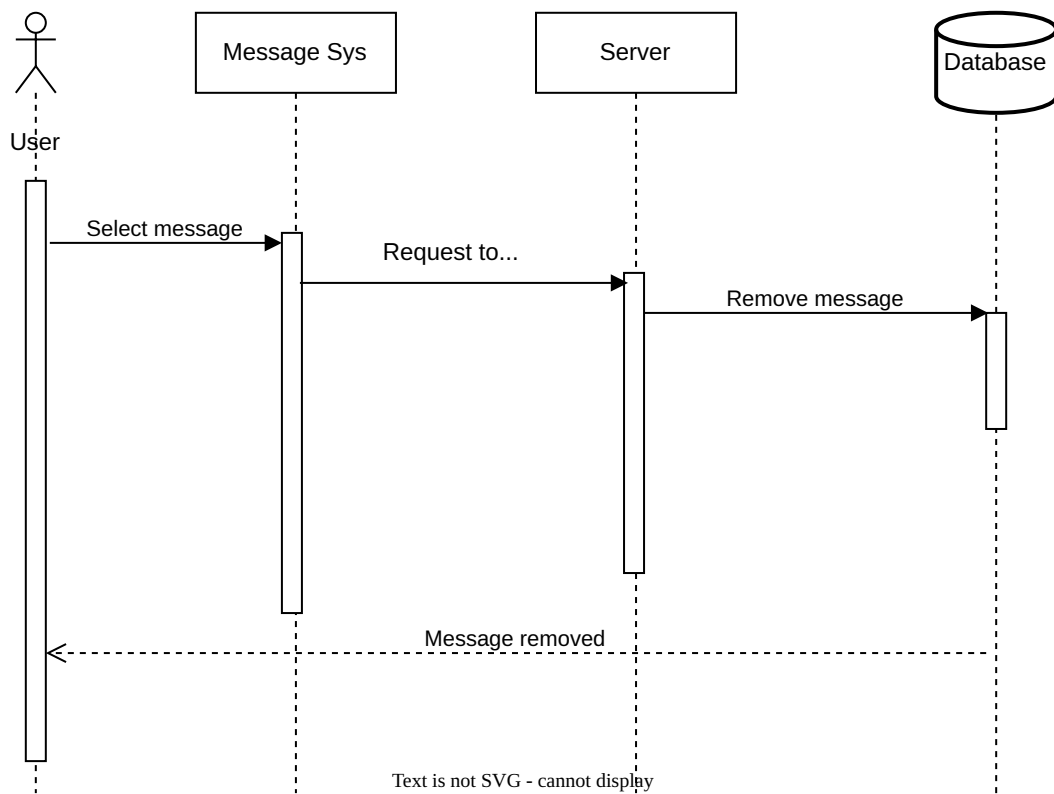 Message Sys
Server
Database
User
Select message
Request to...
Remove message
Message removed
Text is not SVG - cannot display